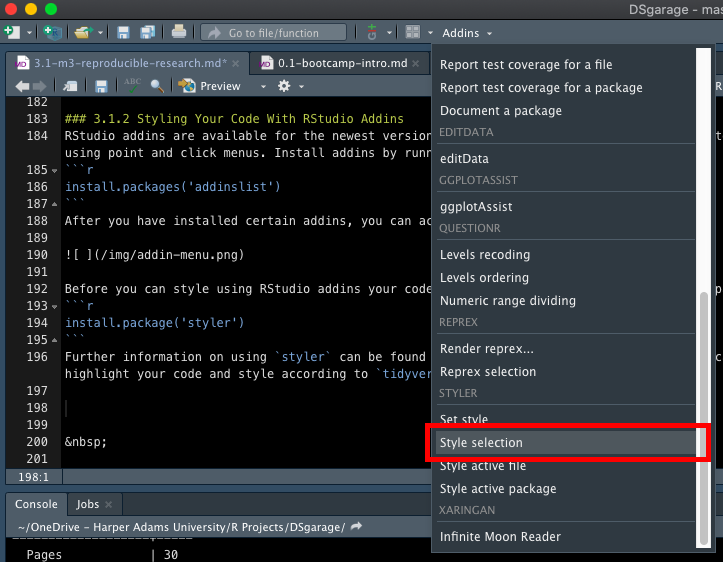 DSgarage - mas
Go to file/function
Addins
3.1-m3-reproducible-research.md*
0.1-bootcamp-intro.md
ABC
Preview
182
183 ### 3.1.2 Styling Your Code With RStudio Addins
184 RStudio addins are available for the newest version
using point and click menus. Install addins by runn
185 ```r
186 install.packages('addinslist')
187 ```
188 After you have installed certain addins, you can ac
189
190 ![ ](/img/addin-menu.png)
191
192 Before you can style using RStudio addins your code
193 ```r
194 install.package('styler')
195 ```
196 Further information on using `styler` can be found
highlight your code and style according to `tidyver
197
198
199
200 &nbsp;
201
198:1
Report test coverage for a file
Report test coverage for a package
Document a package
EDITDATA
editData
GGPLOTASSIST
ggplotAssist
QUESTIONR
Levels recoding
Levels ordering
Numeric range dividing
REPREX
Render reprex...
Reprex selection
STYLER
Set style
Style selection
Style active file
Style active package
XARINGAN
Infinite Moon Reader
Console
Jobs
~/OneDrive - Harper Adams University/R Projects/DSgarage/
Pages | 30